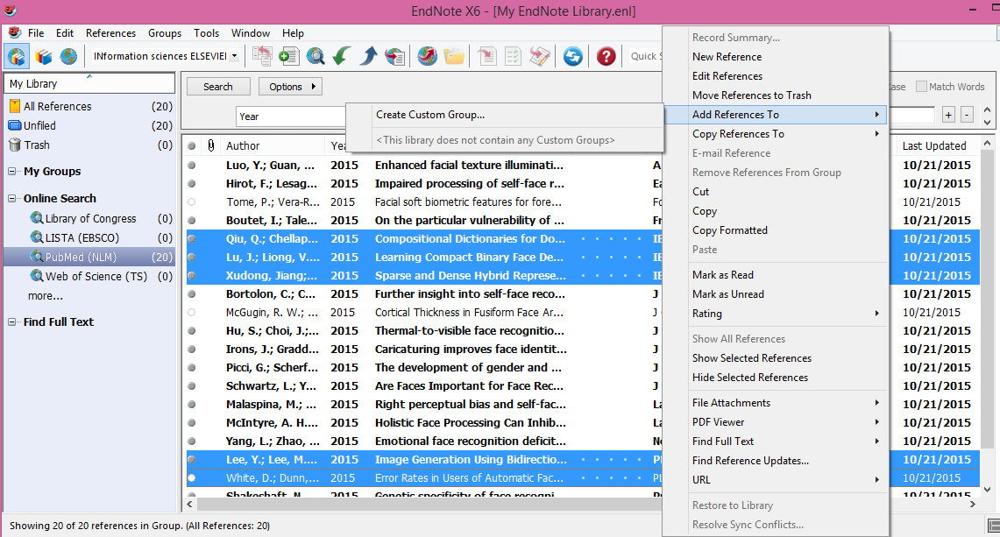 EndNote X6 - [My EndNote Library.enl]
File Edit References Groups Tools Window Help
INformation sciences ELSEVIEI
Quick S
My Library
All References (20)
Unfiled (20)
Trash (0)
My Groups
Online Search
Library of Congress (0)
LISTA (EBSCO) (0)
PubMed (NLM) (20)
Web of Science (TS) (0)
more...
Find Full Text
Search Options
Case Match Words
Year
+ -
Create Custom Group...
<This library does not contain any Custom Groups>
Author Yea Last Updated
Luo, Y.; Guan, ... 2015 Enhanced facial texture illuminati... 10/21/2015
Hirot, F.; Lesag... 2015 Impaired processing of self-face r... Ea 10/21/2015
Tome, P.; Vera-R... 2015 Facial soft biometric features for fore... Fo 10/21/2015
Boutet, I.; Tale... 2015 On the particular vulnerability of ... Fr 10/21/2015
Qiu, Q.; Chellap... 2015 Compositional Dictionaries for Do... IE 10/21/2015
Lu, J.; Liong, V.... 2015 Learning Compact Binary Face De... IE 10/21/2015
Xudong, Jiang;... 2015 Sparse and Dense Hybrid Represe... IE 10/21/2015
Bortolon, C.; C... 2015 Further insight into self-face reco... J 10/21/2015
McGugin, R. W.; ... 2015 Cortical Thickness in Fusiform Face Ar... J 10/21/2015
Hu, S.; Choi, J.;... 2015 Thermal-to-visible face recognitio... J 10/21/2015
Irons, J.; Gradd... 2015 Caricaturing improves face identit... J 10/21/2015
Picci, G.; Scherf... 2015 The development of gender and ... J 10/21/2015
Schwartz, L.; Y... 2015 Are Faces Important for Face Rec... J 10/21/2015
Malaspina, M.; ... 2015 Right perceptual bias and self-fac... La 10/21/2015
McIntyre, A. H.... 2015 Holistic Face Processing Can Inhib... La 10/21/2015
Yang, L.; Zhao, ... 2015 Emotional face recognition deficit... Ne 10/21/2015
Lee, Y.; Lee, M.... 2015 Image Generation Using Bidirectio... PL 10/21/2015
White, D.; Dunn,... 2015 Error Rates in Users of Automatic Fac... PL 10/21/2015
Shakeshaft, N. 2015 Genetic specificity of face recogni 10/21/2015
Record Summary...
New Reference
Edit References
Move References to Trash
Add References To
Copy References To
E-mail Reference
Remove References From Group
Cut
Copy
Copy Formatted
Paste
Mark as Read
Mark as Unread
Rating
Show All References
Show Selected References
Hide Selected References
File Attachments
PDF Viewer
Find Full Text
Find Reference Updates...
URL
Restore to Library
Resolve Sync Conflicts...
Showing 20 of 20 references in Group. (All References: 20)